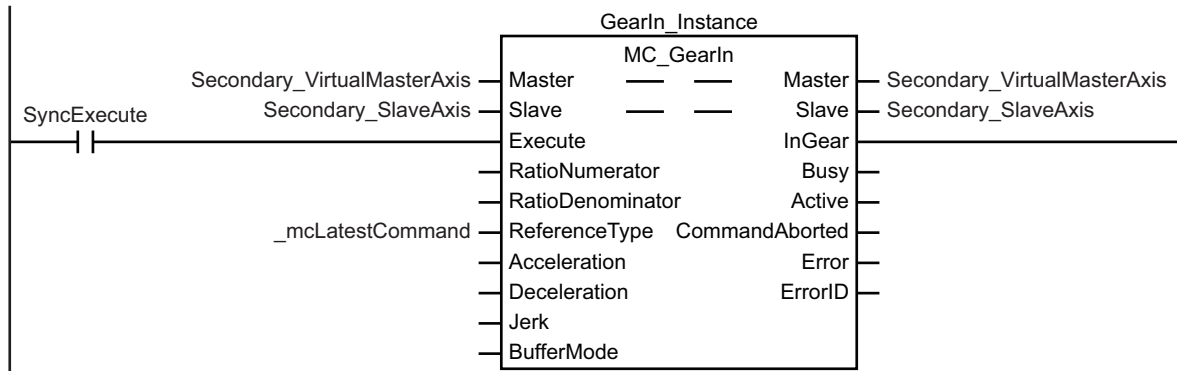 GearIn_Instance
MC_GearIn
Secondary_VirtualMasterAxis Master Master Secondary_VirtualMasterAxis
Secondary_SlaveAxis Slave Slave Secondary_SlaveAxis
SyncExecute
Execute InGear
RatioNumerator Busy
RatioDenominator Active
_mcLatestCommand ReferenceType CommandAborted
Acceleration Error
Deceleration ErrorID
Jerk
BufferMode